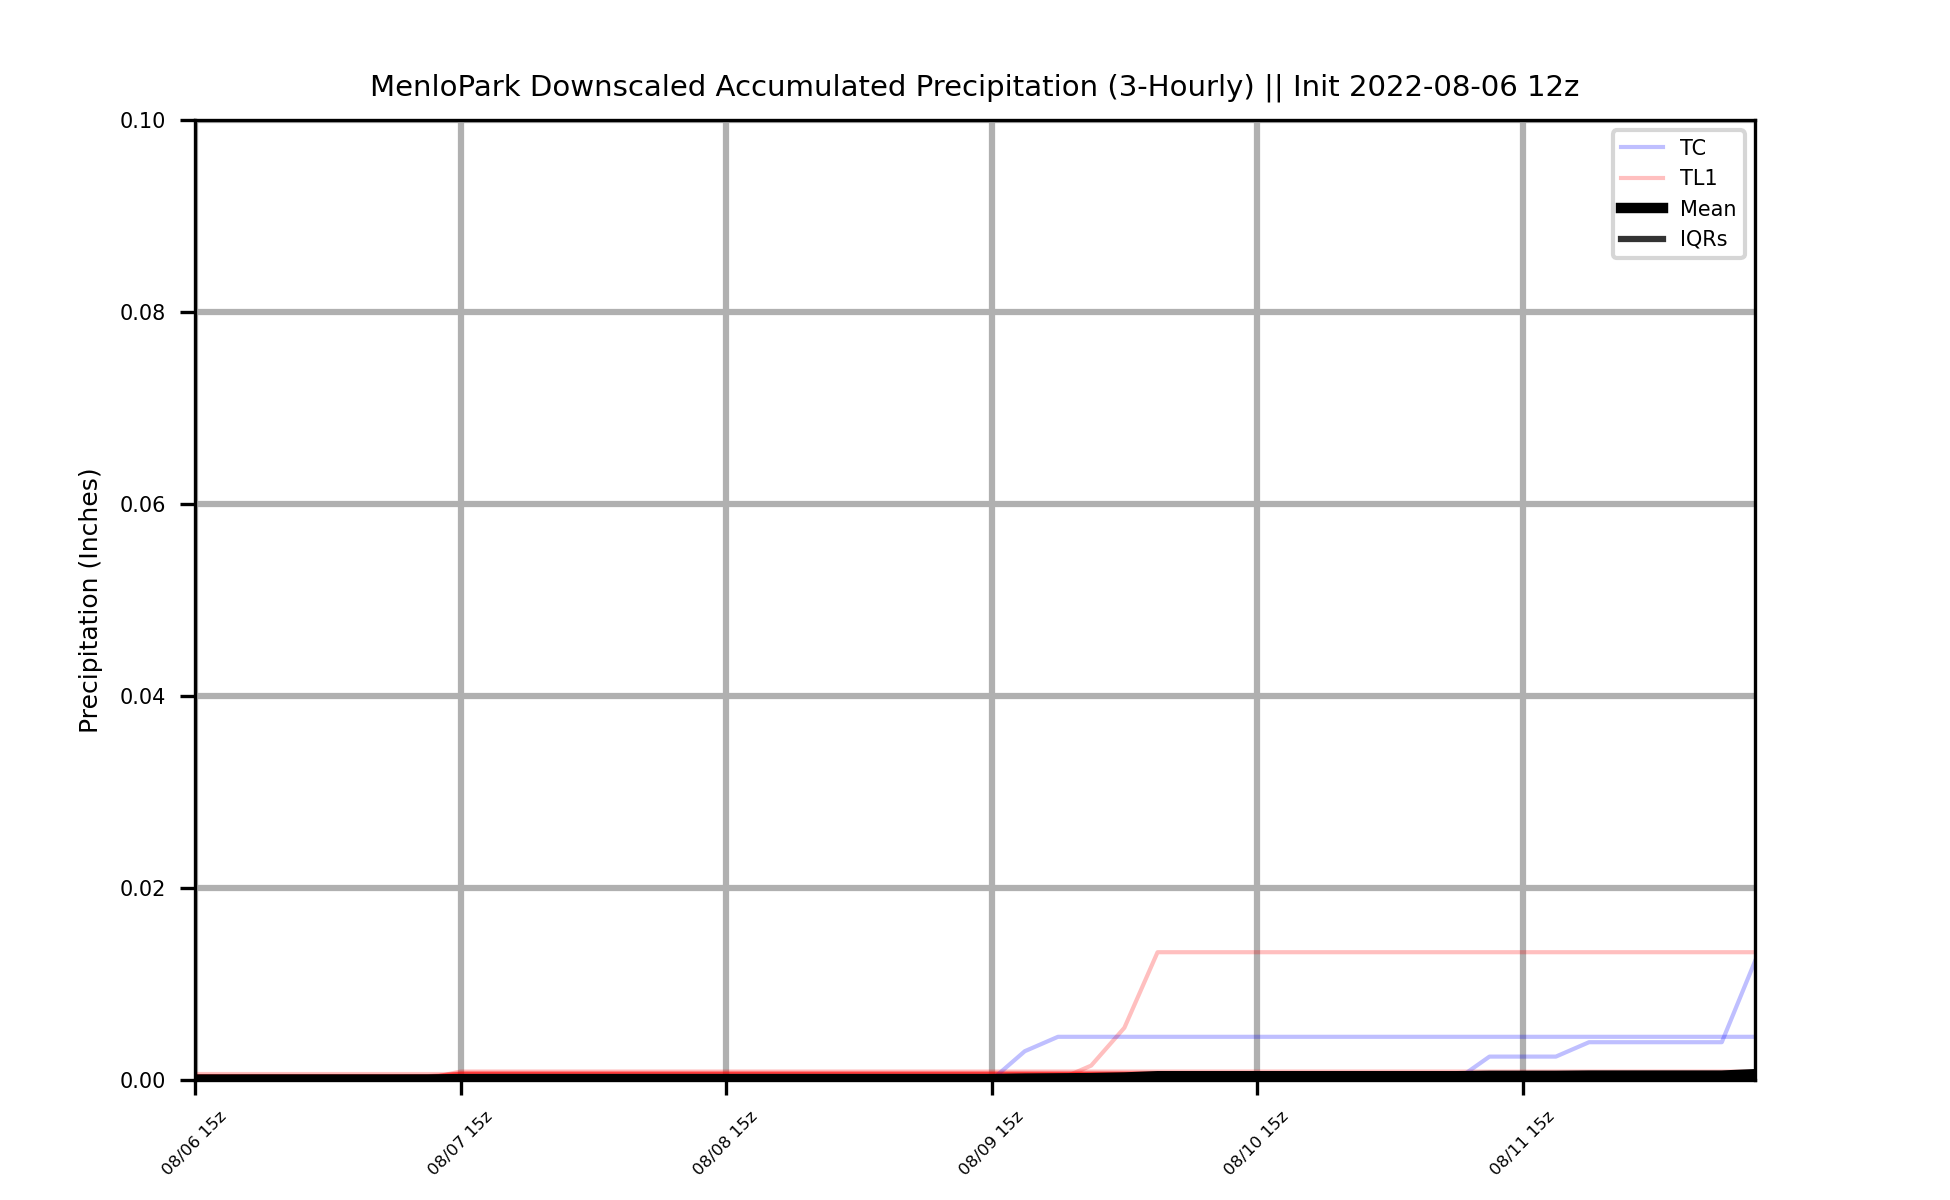 MenloPark Downscaled Accumulated Precipitation (3-Hourly) || Init 2022-08-06 12z
0.10
0.08
0.06
0.04
0.02
0.00
Precipitation (Inches)
TC
TL1
Mean
IQRs
08/06 15z
08/07 15z
08/08 15z
08/09 15z
08/10 15z
08/11 15z